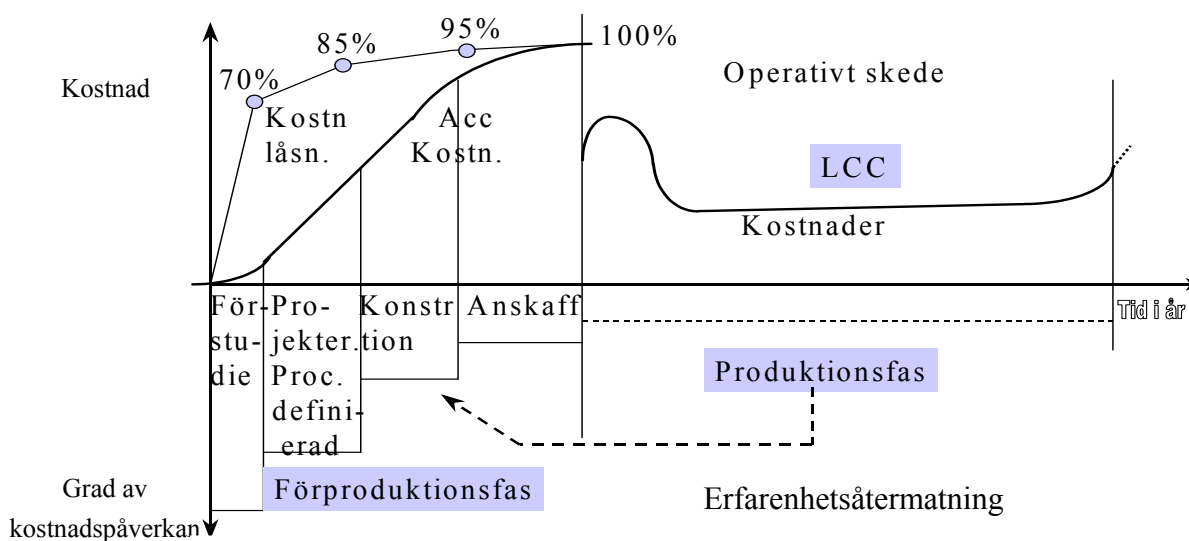 95%
85%
100%
70%
Operativt skede
Kostnad
Kostn
låsn.
Acc
Kostn.
LCC
Kostnader
För-
stu-
die
Pro-
jekter.
Proc.
defini-
erad
Konstr
tion
Anskaff
Tid i år
Produktionsfas
Förproduktionsfas
Grad av
kostnadspåverkan
Erfarenhetsåtermatning